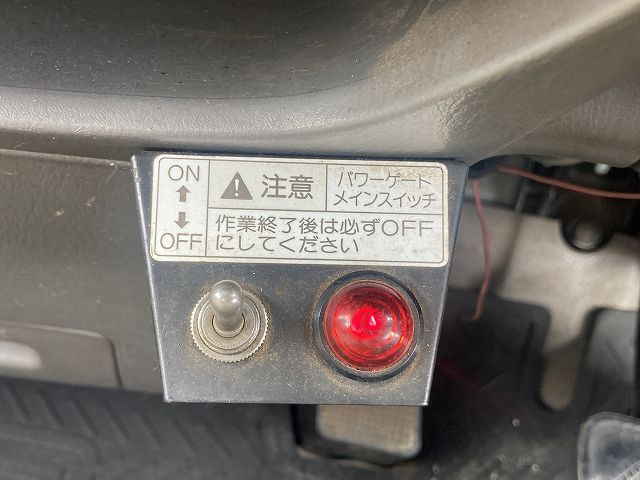 ON
↑
↓
OFF
注意
パワーゲート
メインスイッチ
作業終了後は必ずOFF
にしてください